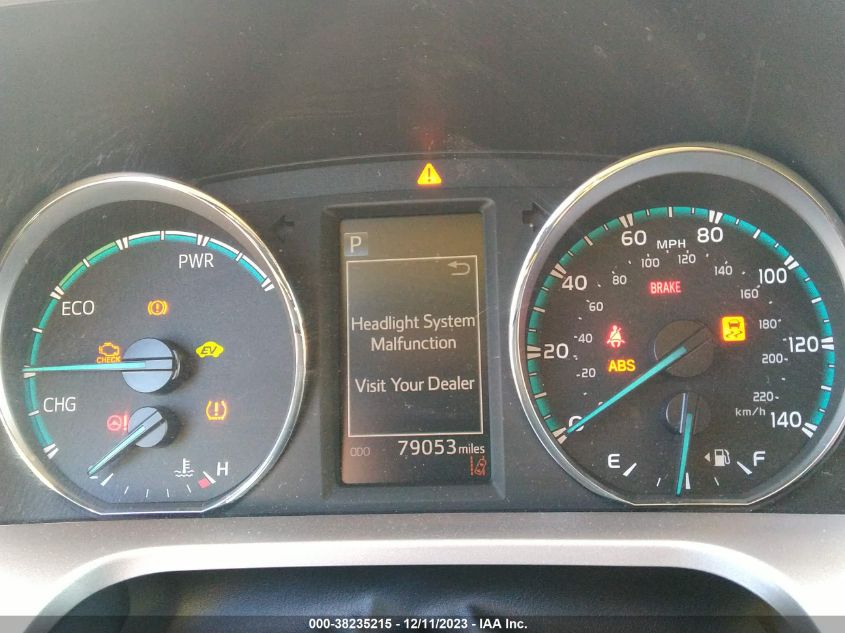 PWR
ECO
CHECK
EV
CHG
H
P
Headlight System
Malfunction
Visit Your Dealer
ODO 79053 miles
0 20 40 60 80 100 120 140
MPH
20 40 60 80 100 120 140 160 180 200 220
km/h
BRAKE
ABS
E F
000-38235215 - 12/11/2023 - IAA Inc.